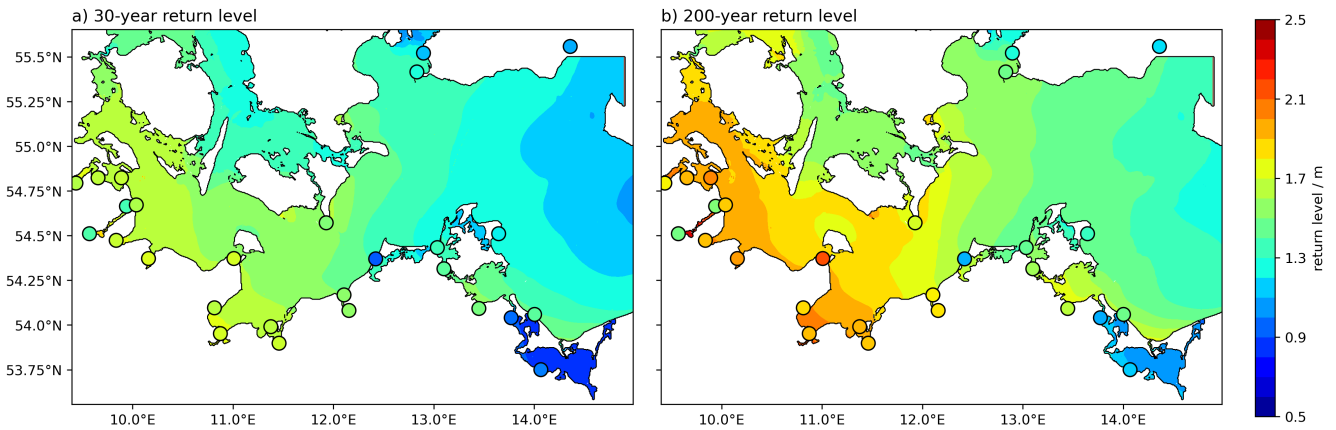 a) 30-year return level
b) 200-year return level
55.5°N
55.25°N
55.0°N
54.75°N
54.5°N
54.25°N
54.0°N
53.75°N
10.0°E 11.0°E 12.0°E 13.0°E 14.0°E
10.0°E 11.0°E 12.0°E 13.0°E 14.0°E
2.5
2.1
1.7
1.3
0.9
0.5
return level / m